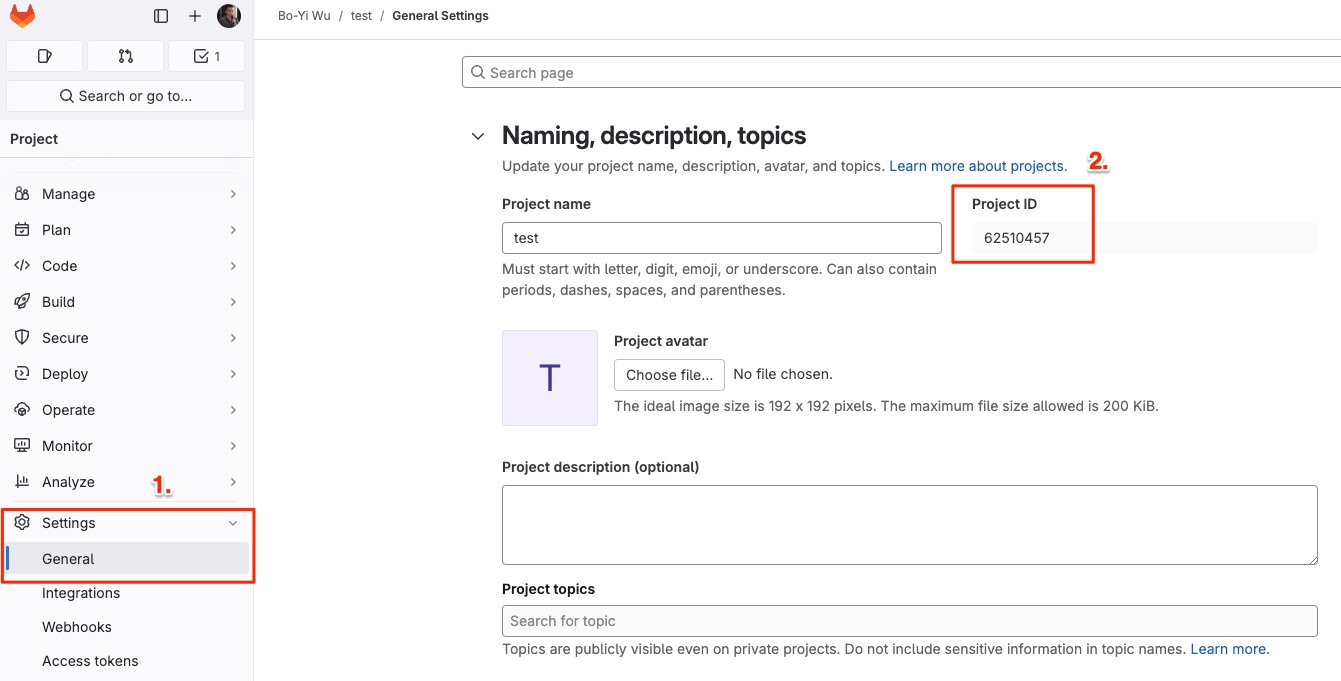 Bo-Yi Wu / test / General Settings
1
Search or go to...
Project
Manage
Plan
Code
Build
Secure
Deploy
Operate
Monitor
Analyze
1.
Settings
General
Integrations
Webhooks
Access tokens
Search page
Naming, description, topics
Update your project name, description, avatar, and topics. Learn more about projects.
2.
Project name
Project ID
test
62510457
Must start with letter, digit, emoji, or underscore. Can also contain
periods, dashes, spaces, and parentheses.
T
Project avatar
Choose file... No file chosen.
The ideal image size is 192 x 192 pixels. The maximum file size allowed is 200 KiB.
Project description (optional)
Project topics
Search for topic
Topics are publicly visible even on private projects. Do not include sensitive information in topic names. Learn more.